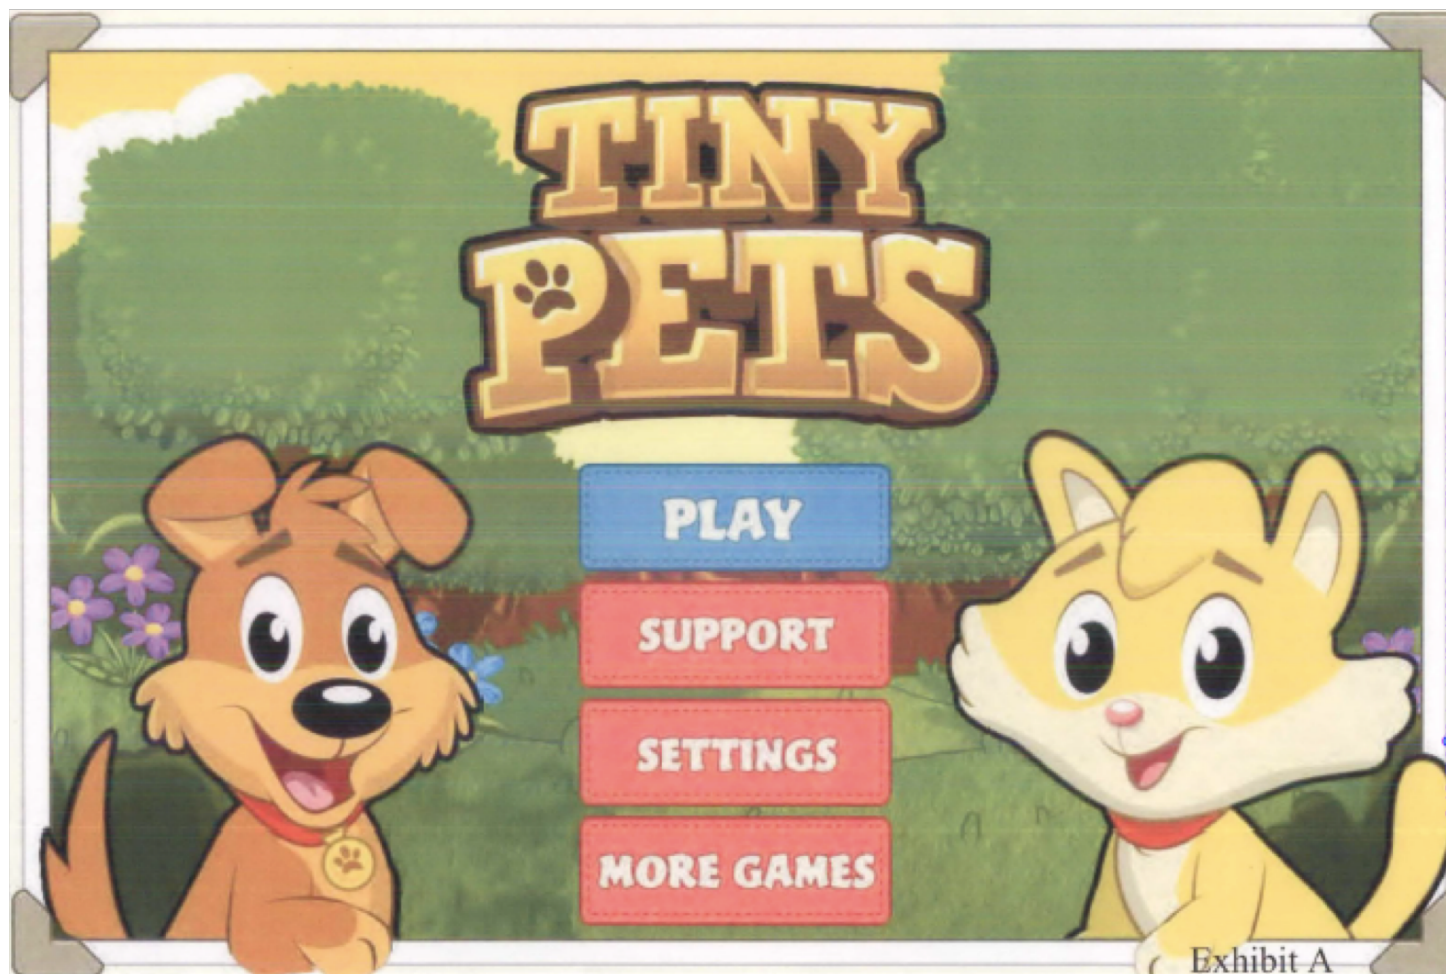 TINY
PETS
PLAY
SUPPORT
SETTINGS
MORE GAMES
Exhibit A